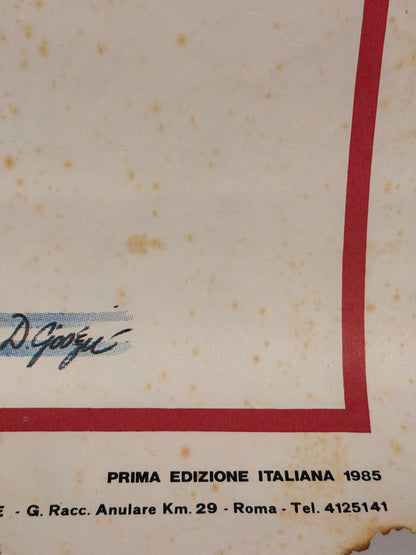 PRIMA EDIZIONE ITALIANA 1985
E - G. Racc. Anulare Km. 29 - Roma - Tel. 4125141